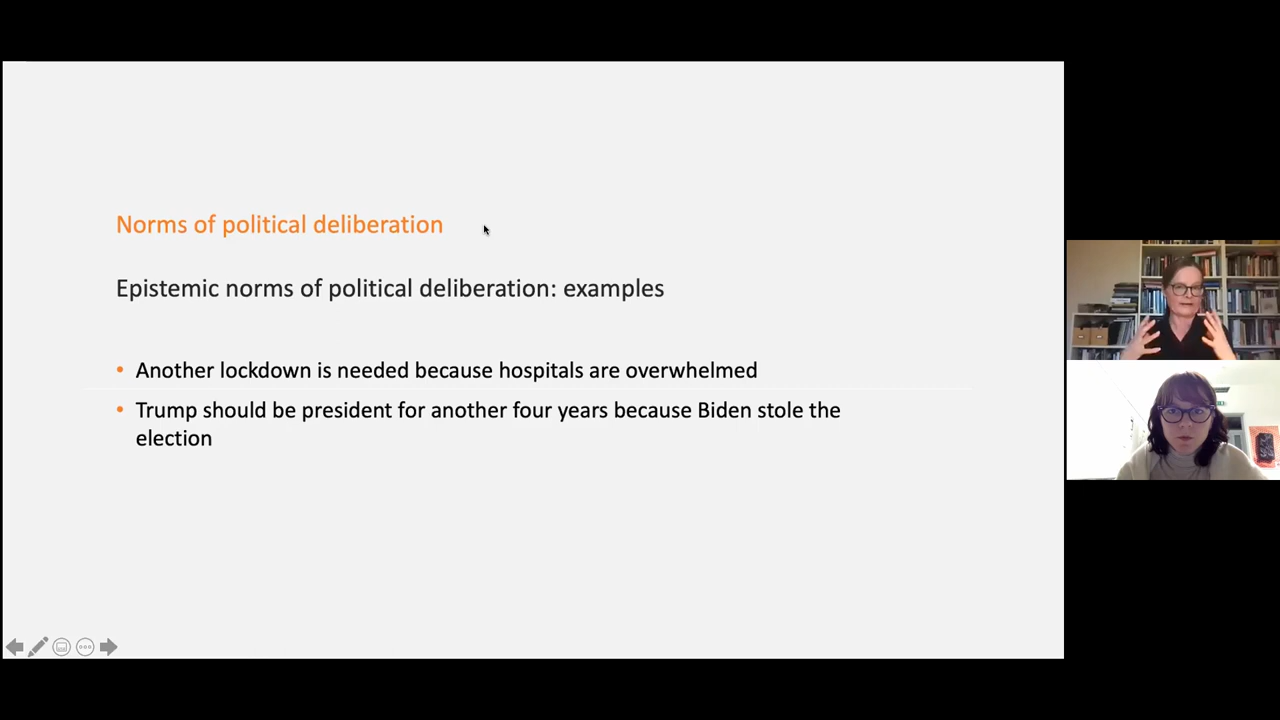 Norms of political deliberation
Epistemic norms of political deliberation: examples
• Another lockdown is needed because hospitals are overwhelmed
• Trump should be president for another four years because Biden stole the
election